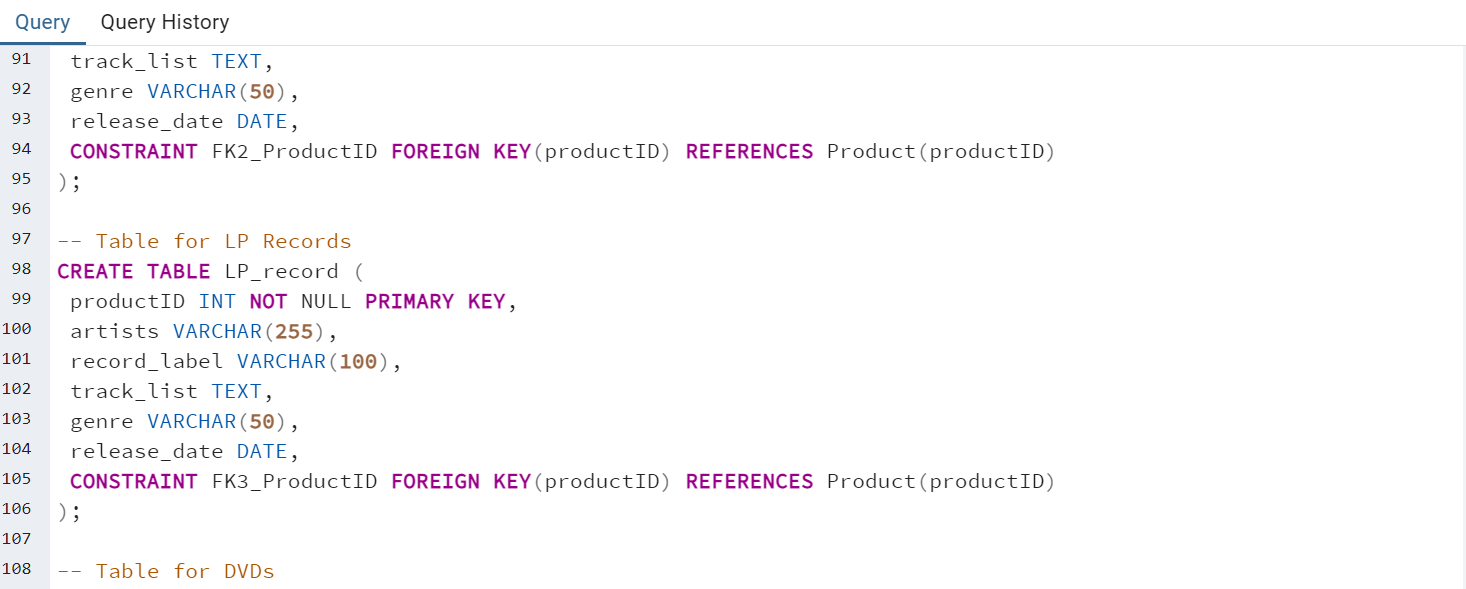 Query Query History
91 track_list TEXT,
92 genre VARCHAR(50),
93 release_date DATE,
94 CONSTRAINT FK2_ProductID FOREIGN KEY(productID) REFERENCES Product(productID)
95 );
96
97 -- Table for LP Records
98 CREATE TABLE LP_record (
99 productID INT NOT NULL PRIMARY KEY,
100 artists VARCHAR(255),
101 record_label VARCHAR(100),
102 track_list TEXT,
103 genre VARCHAR(50),
104 release_date DATE,
105 CONSTRAINT FK3_ProductID FOREIGN KEY(productID) REFERENCES Product(productID)
106 );
107
108 -- Table for DVDs